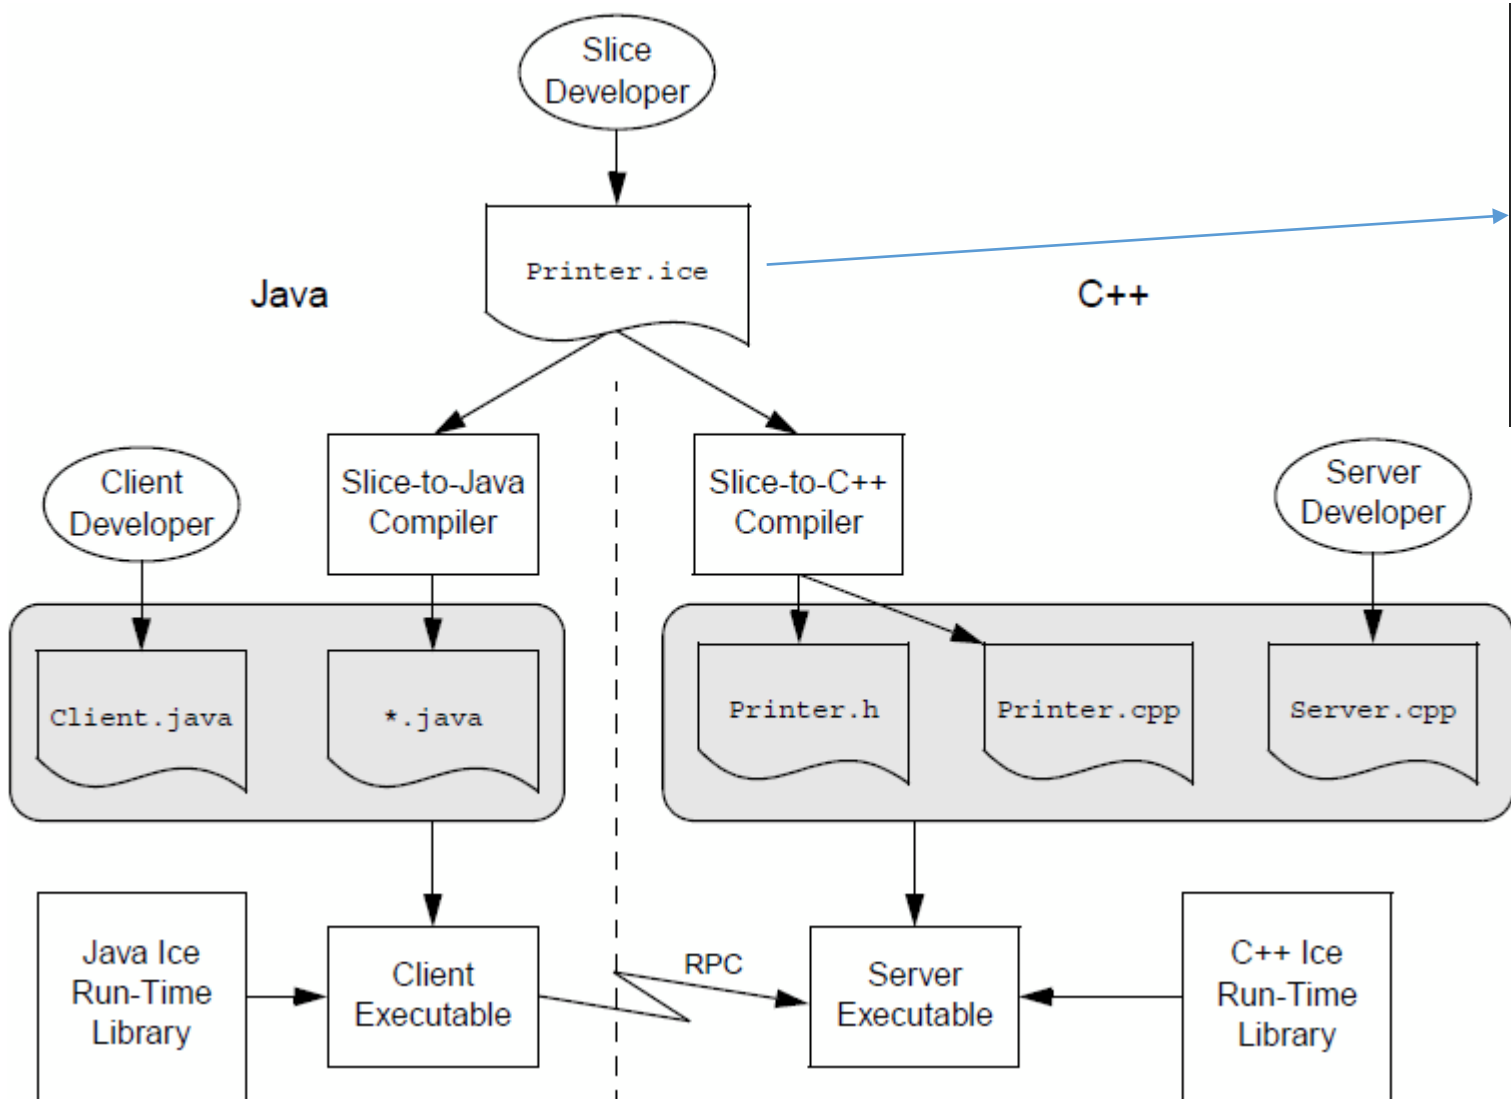 Slice
Developer
Printer.ice
Java
C++
Client
Developer
Slice-to-Java
Compiler
Slice-to-C++
Compiler
Server
Developer
Client.java
*.java
Printer.h
Printer.cpp
Server.cpp
Java Ice
Run-Time
Library
Client
Executable
RPC
Server
Executable
C++ Ice
Run-Time
Library